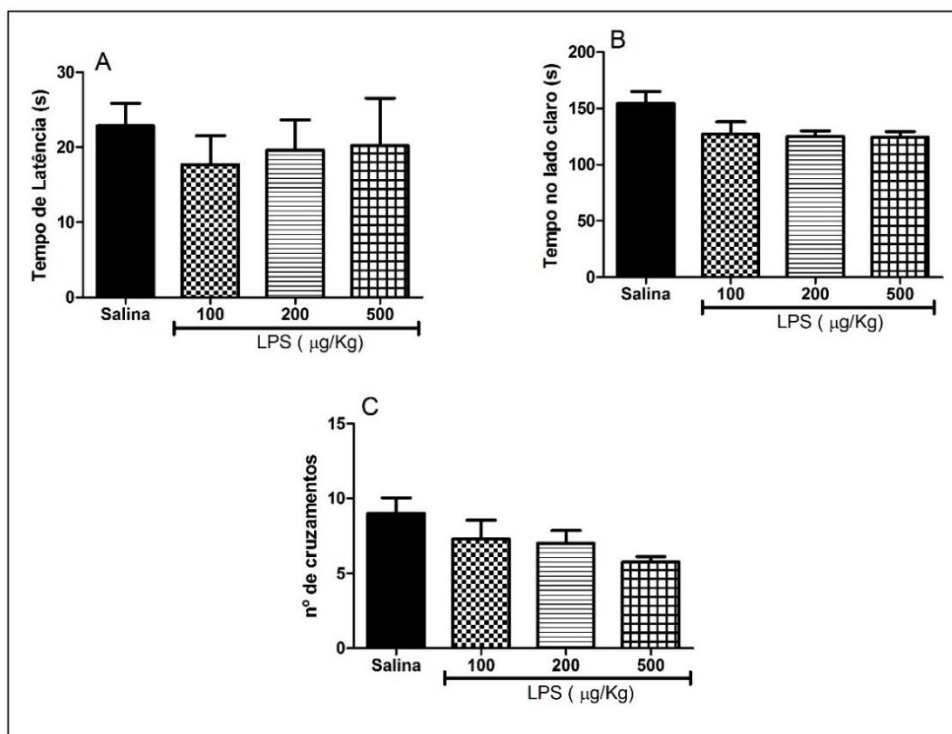 A
Tempo de Latência (s)
30
20
10
0
Salina
100
200
500
LPS ( µg/Kg)
B
Tempo no lado claro (s)
200
150
100
50
0
Salina
100
200
500
LPS ( µg/Kg)
C
nº de cruzamentos
15
10
5
0
Salina
100
200
500
LPS ( µg/Kg)